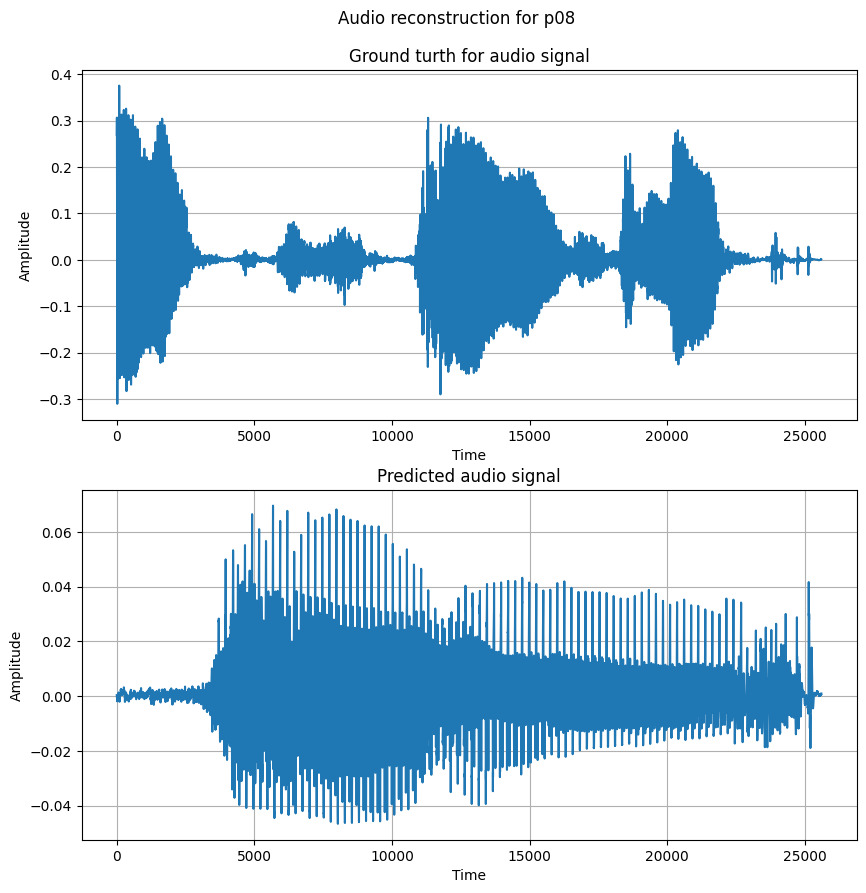 Audio reconstruction for p08
Ground turth for audio signal
0.4
0.3
0.2
0.1
0.0
−0.1
−0.2
−0.3
Amplitude
0 5000 10000 15000 20000 25000
Time
Predicted audio signal
0.06
0.04
0.02
0.00
−0.02
−0.04
Amplitude
0 5000 10000 15000 20000 25000
Time